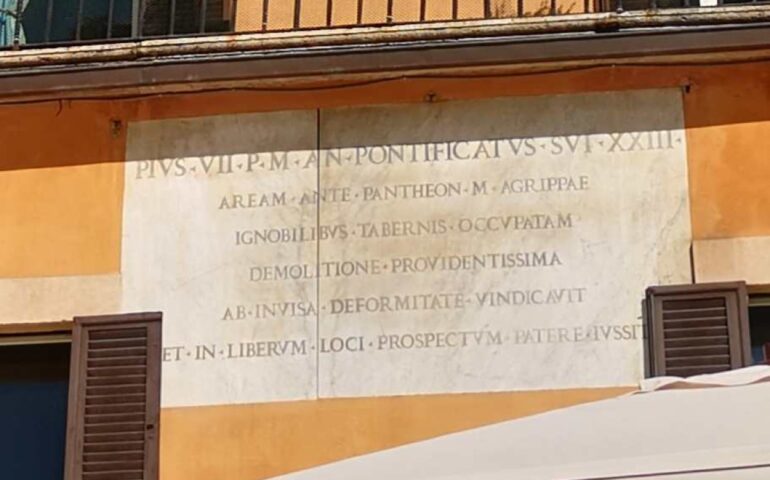 PIVS·VII·P·M·AN·PONTIFICATVS·SVI·XXIII·
AREAM·ANTE·PANTHEON·M·AGRIPPAE
IGNOBILIBVS·TABERNIS·OCCVPATAM
DEMOLITIONE·PROVIDENTISSIMA
AB·INVISA·DEFORMITATE·VINDICAVIT
ET·IN·LIBERVM·LOCI·PROSPECTVM·PATERE·IVSSIT